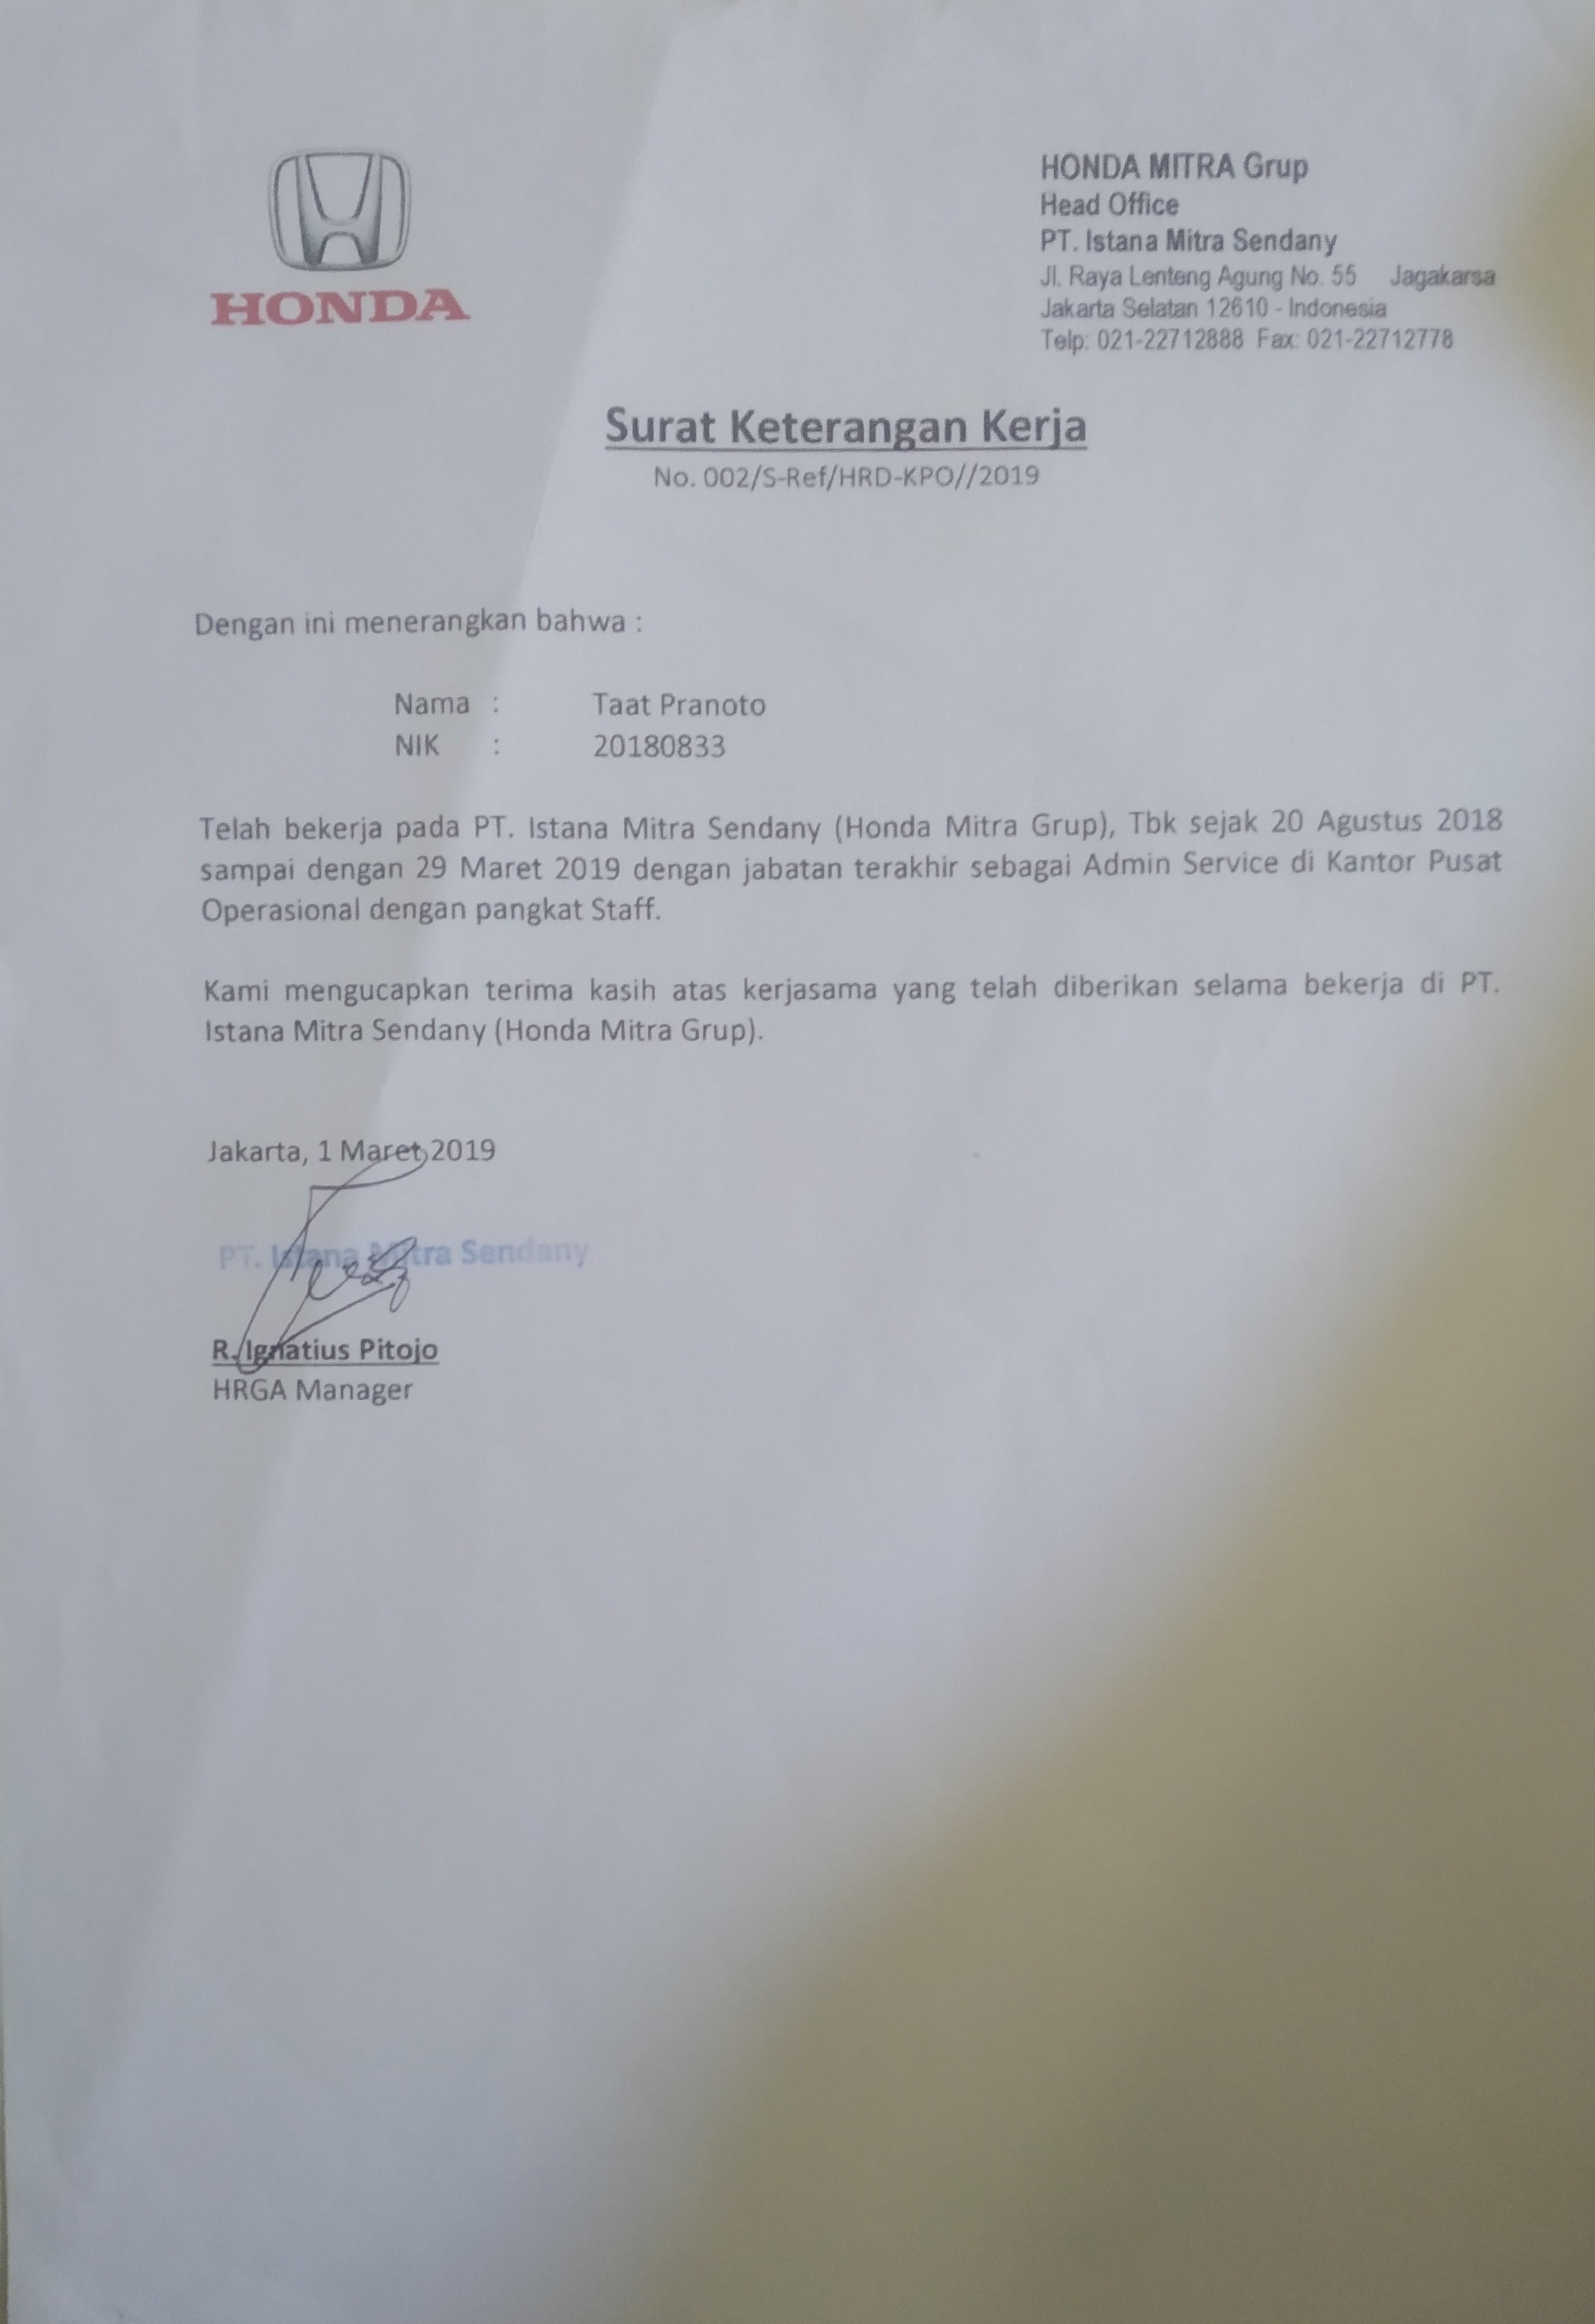 HONDA
HONDA MITRA Grup
Head Office
PT. Istana Mitra Sendany
Jl. Raya Lenteng Agung No. 55 Jagakarsa
Jakarta Selatan 12610 - Indonesia
Telp: 021-22712888 Fax: 021-22712778
Surat Keterangan Kerja
No. 002/S-Ref/HRD-KPO//2019
Dengan ini menerangkan bahwa :
Nama : Taat Pranoto
NIK : 20180833
Telah bekerja pada PT. Istana Mitra Sendany (Honda Mitra Grup), Tbk sejak 20 Agustus 2018
sampai dengan 29 Maret 2019 dengan jabatan terakhir sebagai Admin Service di Kantor Pusat
Operasional dengan pangkat Staff.
Kami mengucapkan terima kasih atas kerjasama yang telah diberikan selama bekerja di PT.
Istana Mitra Sendany (Honda Mitra Grup).
Jakarta, 1 Maret 2019
PT. Istana Mitra Sendany
R. Ignatius Pitojo
HRGA Manager